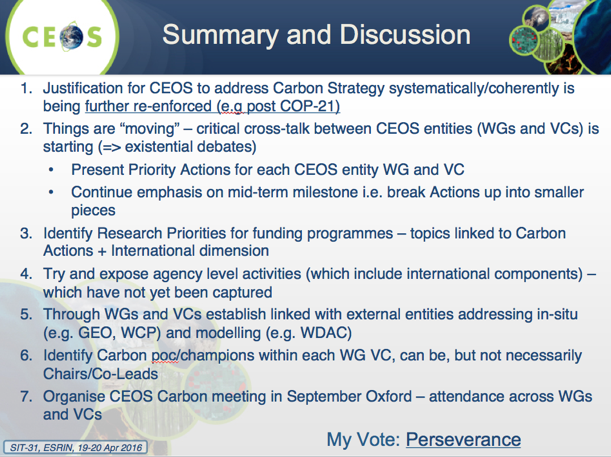 CEOS
Summary and Discussion
1. Justification for CEOS to address Carbon Strategy systematically/coherently is
being further re-enforced (e.g post COP-21)
2. Things are “moving” – critical cross-talk between CEOS entities (WGs and VCs) is
starting (=> existential debates)
• Present Priority Actions for each CEOS entity WG and VC
• Continue emphasis on mid-term milestone i.e. break Actions up into smaller
pieces
3. Identify Research Priorities for funding programmes – topics linked to Carbon
Actions + International dimension
4. Try and expose agency level activities (which include international components) –
which have not yet been captured
5. Through WGs and VCs establish linked with external entities addressing in-situ
(e.g. GEO, WCP) and modelling (e.g. WDAC)
6. Identify Carbon poc/champions within each WG VC, can be, but not necessarily
Chairs/Co-Leads
7. Organise CEOS Carbon meeting in September Oxford – attendance across WGs
and VCs
My Vote: Perseverance
SIT-31, ESRIN, 19-20 Apr 2016